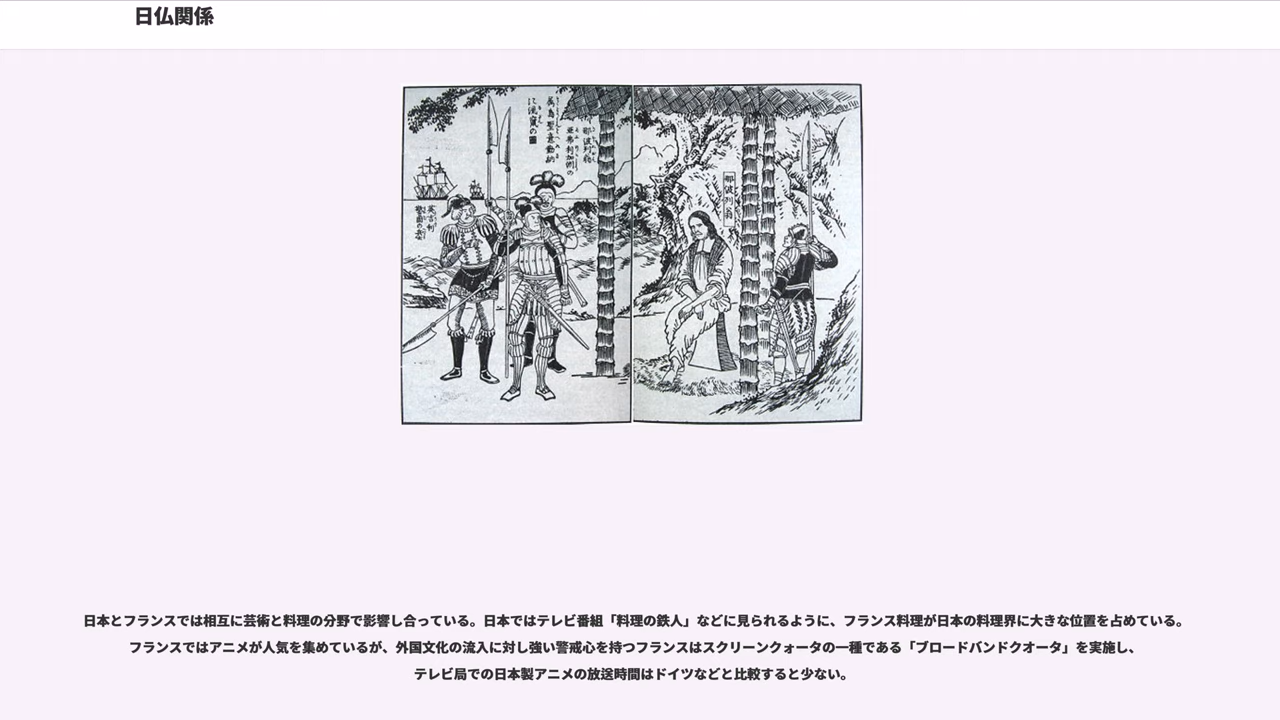 日仏関係
那波列翁
日本とフランスでは相互に芸術と料理の分野で影響し合っている。日本ではテレビ番組「料理の鉄人」などに見られるように、フランス料理が日本の料理界に大きな位置を占めている。
フランスではアニメが人気を集めているが、外国文化の流入に対し強い警戒心を持つフランスはスクリーンクォータの一種である「ブロードバンドクオータ」を実施し、
テレビ局での日本製アニメの放送時間はドイツなどと比較すると少ない。